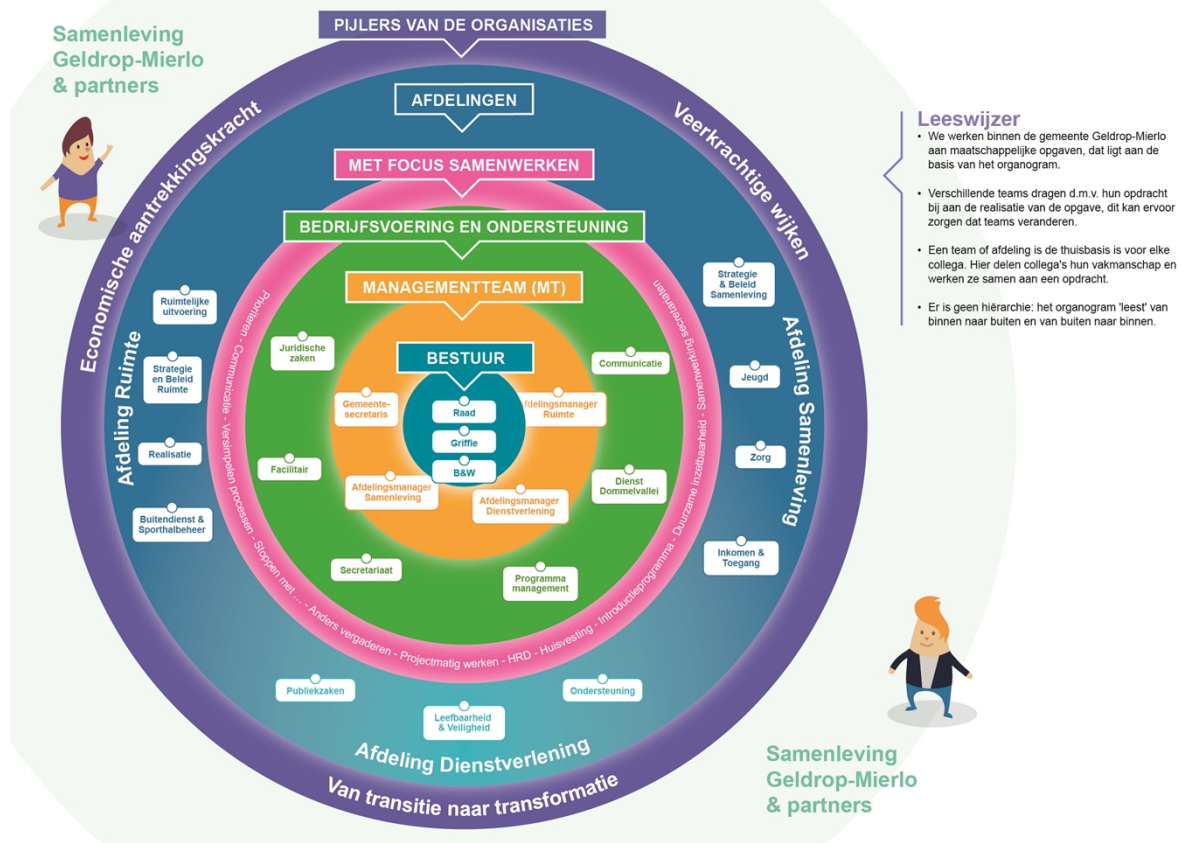 Samenleving
Geldrop-Mierlo
& partners
PIJLERS VAN DE ORGANISATIES
AFDELINGEN
MET FOCUS SAMENWERKEN
BEDRIJFSVOERING EN ONDERSTEUNING
MANAGEMENTTEAM (MT)
BESTUUR
Raad
Griffie
B&W
Gemeente-
secretaris
fdelingsmanager
Ruimte
Afdelingsmanager
Samenleving
Afdelingsmanager
Dienstverlening
Juridische
zaken
Communicatie
Facilitair
Dienst
Dommelvallei
Secretariaat
Programma
management
Prioriteren - Communicatie - Versimpelen processen - Stoppen met … - Anders vergaderen - Projectmatig werken - HRD - Huisvesting - Introductieprogramma - Duurzame inzetbaarheid - Samenwerking secretariaten
Economische aantrekkingskracht
Veerkrachtige wijken
Van transitie naar transformatie
Afdeling Ruimte
Ruimtelijke
uitvoering
Strategie
en Beleid
Ruimte
Realisatie
Buitendienst &
Sporthalbeheer
Afdeling Samenleving
Strategie
& Beleid
Samenleving
Jeugd
Zorg
Inkomen &
Toegang
Afdeling Dienstverlening
Publiekzaken
Leefbaarheid
& Veiligheid
Ondersteuning
Leeswijzer
• We werken binnen de gemeente Geldrop-Mierlo
aan maatschappelijke opgaven, dat ligt aan de
basis van het organogram.
• Verschillende teams dragen d.m.v. hun opdracht
bij aan de realisatie van de opgave, dit kan ervoor
zorgen dat teams veranderen.
• Een team of afdeling is de thuisbasis is voor elke
collega. Hier delen collega's hun vakmanschap en
werken ze samen aan een opdracht.
• Er is geen hiërarchie: het organogram 'leest' van
binnen naar buiten en van buiten naar binnen.
Samenleving
Geldrop-Mierlo
& partners